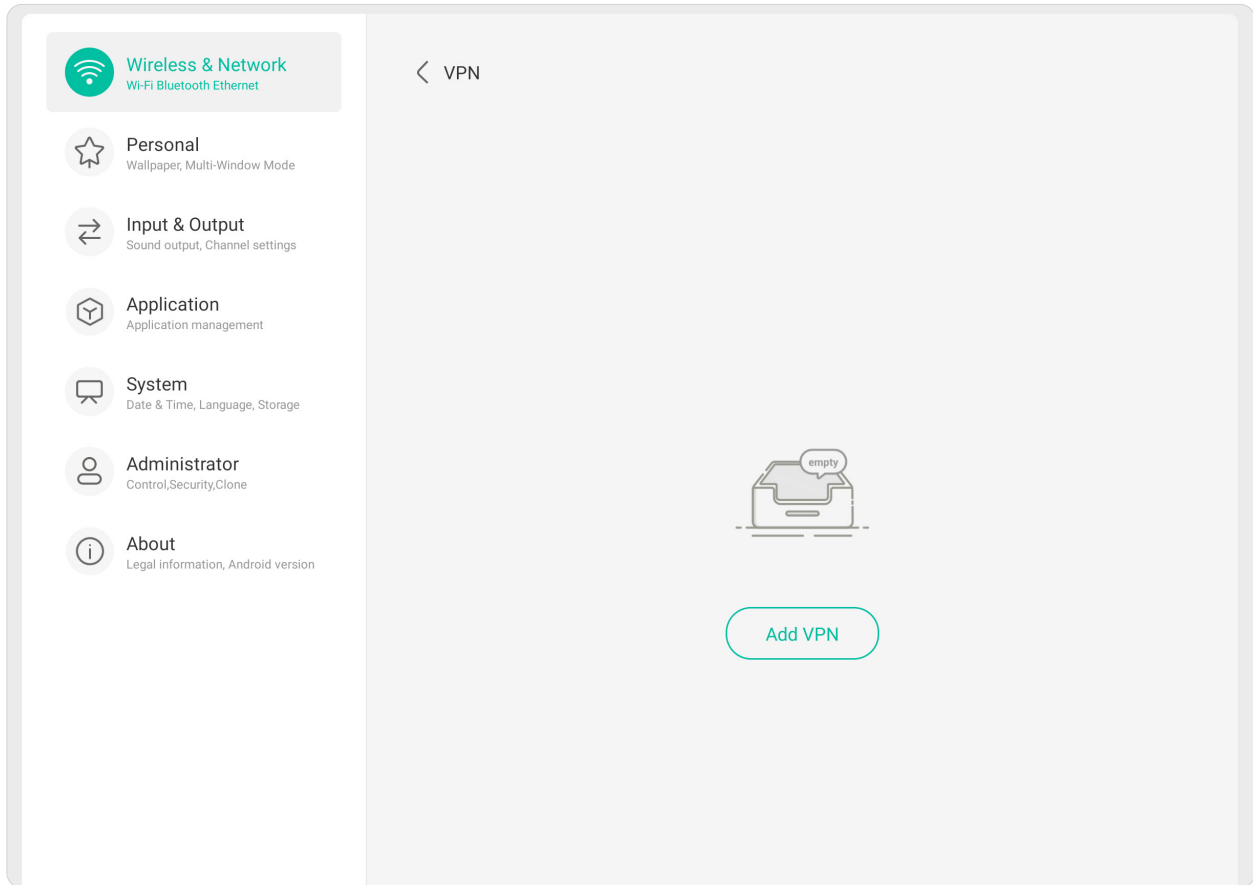 Wireless & Network
Wi-Fi Bluetooth Ethernet
Personal
Wallpaper, Multi-Window Mode
Input & Output
Sound output, Channel settings
Application
Application management
System
Date & Time, Language, Storage
Administrator
Control,Security,Clone
About
Legal information, Android version
VPN
empty
Add VPN